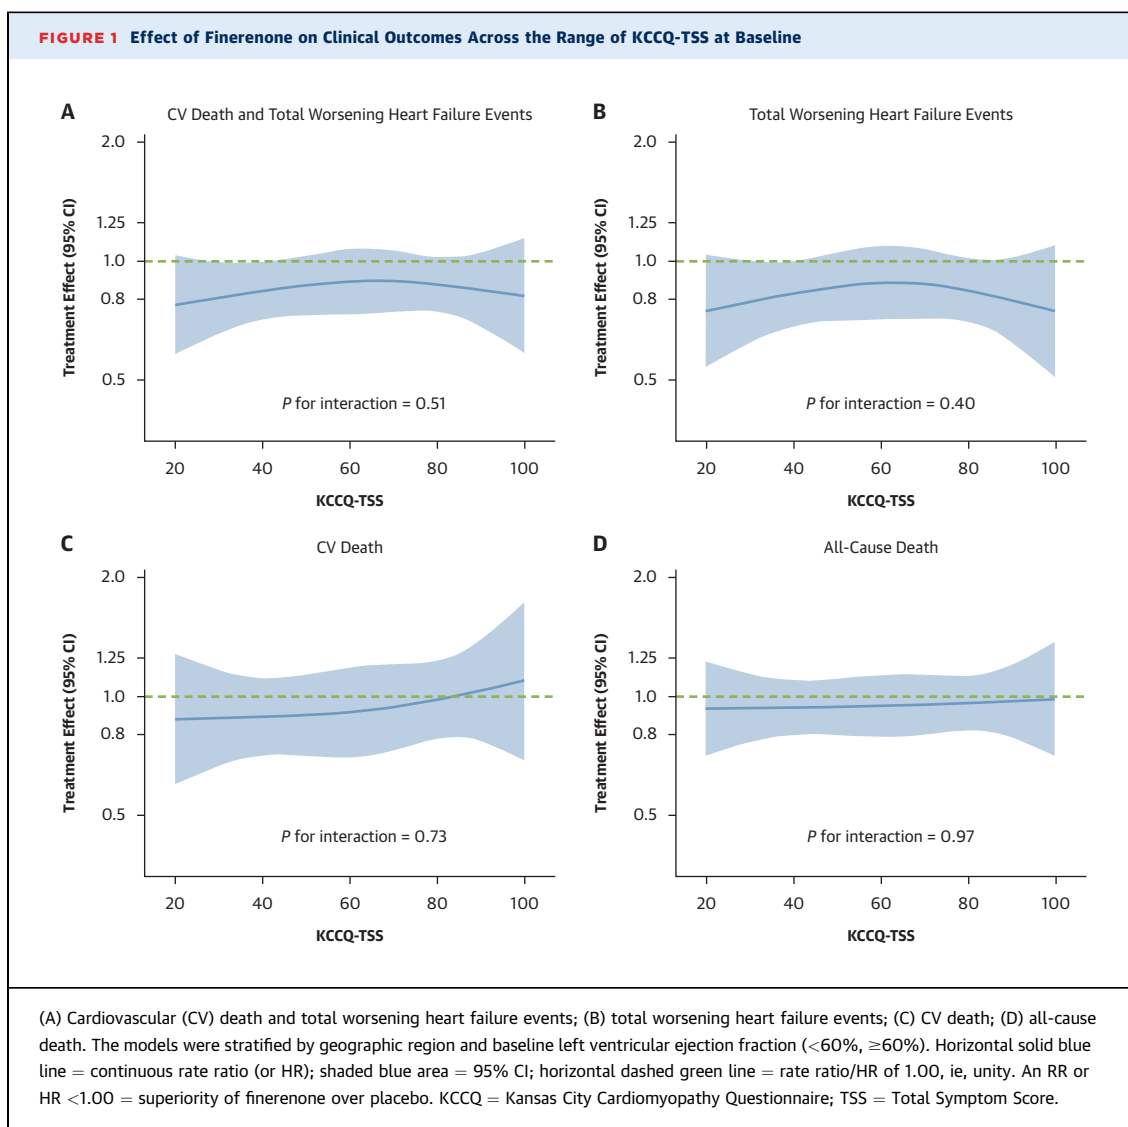 FIGURE 1 Effect of Finerenone on Clinical Outcomes Across the Range of KCCQ-TSS at Baseline
A
CV Death and Total Worsening Heart Failure Events
Treatment Effect (95% CI)
2.0
1.25
1.0
0.8
0.5
P for interaction = 0.51
20 40 60 80 100
KCCQ-TSS
B
Total Worsening Heart Failure Events
Treatment Effect (95% CI)
2.0
1.25
1.0
0.8
0.5
P for interaction = 0.40
20 40 60 80 100
KCCQ-TSS
C
CV Death
Treatment Effect (95% CI)
2.0
1.25
1.0
0.8
0.5
P for interaction = 0.73
20 40 60 80 100
KCCQ-TSS
D
All-Cause Death
Treatment Effect (95% CI)
2.0
1.25
1.0
0.8
0.5
P for interaction = 0.97
20 40 60 80 100
KCCQ-TSS
(A) Cardiovascular (CV) death and total worsening heart failure events; (B) total worsening heart failure events; (C) CV death; (D) all-cause
death. The models were stratified by geographic region and baseline left ventricular ejection fraction (<60%, ≥60%). Horizontal solid blue
line = continuous rate ratio (or HR); shaded blue area = 95% CI; horizontal dashed green line = rate ratio/HR of 1.00, ie, unity. An RR or
HR <1.00 = superiority of finerenone over placebo. KCCQ = Kansas City Cardiomyopathy Questionnaire; TSS = Total Symptom Score.